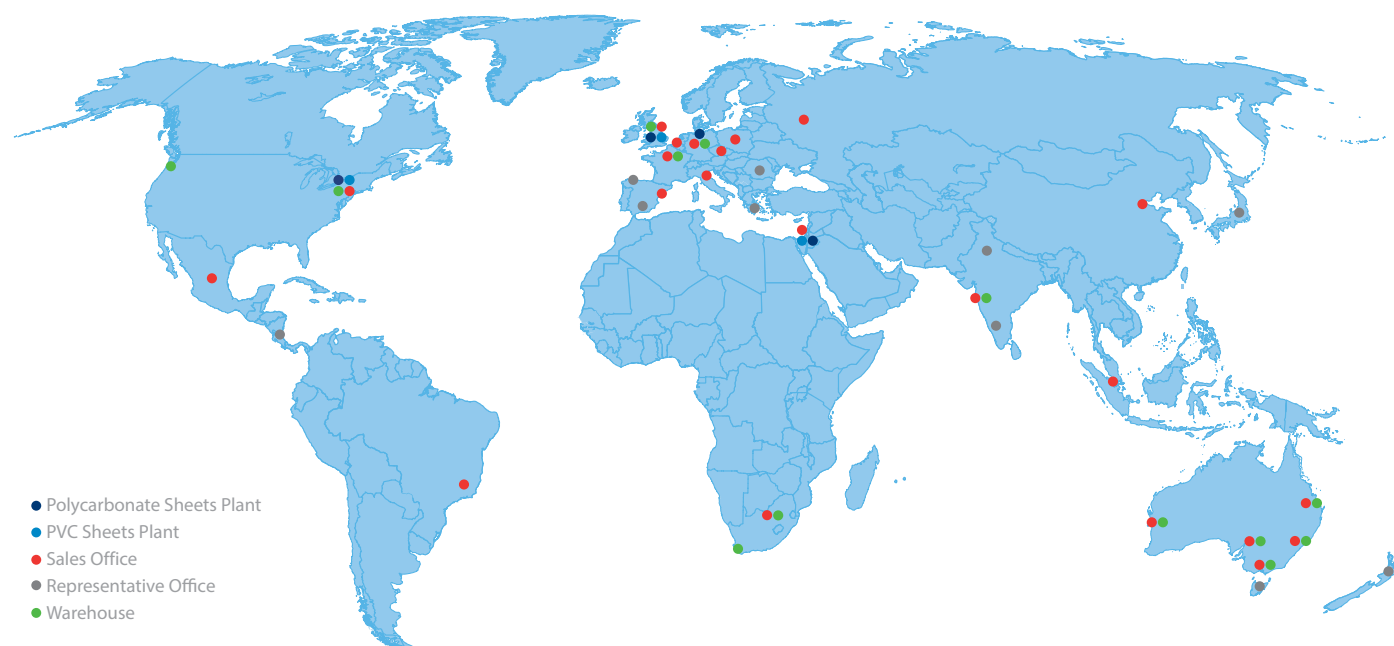 Polycarbonate Sheets Plant
PVC Sheets Plant
Sales Office
Representative Office
Warehouse